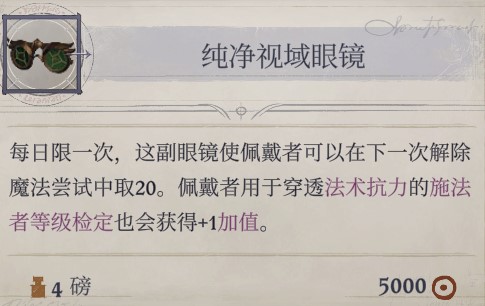 纯净视域眼镜
每日限一次，这副眼镜使佩戴者可以在下一次解除
魔法尝试中取20。佩戴者用于穿透法术抗力的施法
者等级检定也会获得+1加值。
4 磅
5000